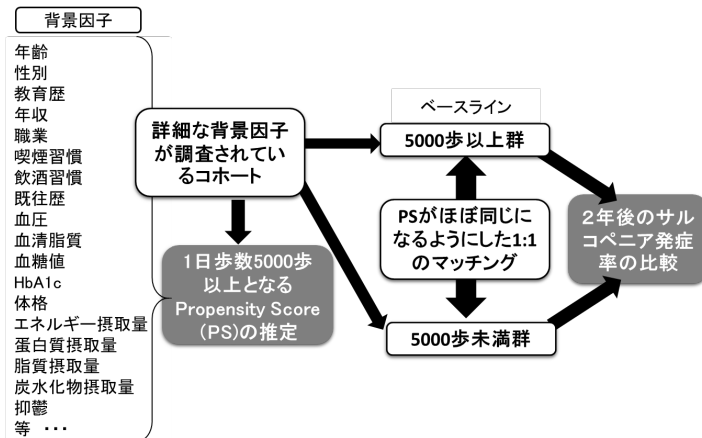 背景因子
年齢
性別
教育歴
年収
職業
喫煙習慣
飲酒習慣
既往歴
血圧
血清脂質
血糖値
HbA1c
体格
エネルギー摂取量
蛋白質摂取量
脂質摂取量
炭水化物摂取量
抑鬱
等 ・・・
詳細な背景因子
が調査されてい
るコホート
1日歩数5000歩
以上となる
Propensity Score
(PS)の推定
ベースライン
5000歩以上群
PSがほぼ同じに
なるようにした1:1
のマッチング
5000歩未満群
2年後のサル
コペニア発症
率の比較